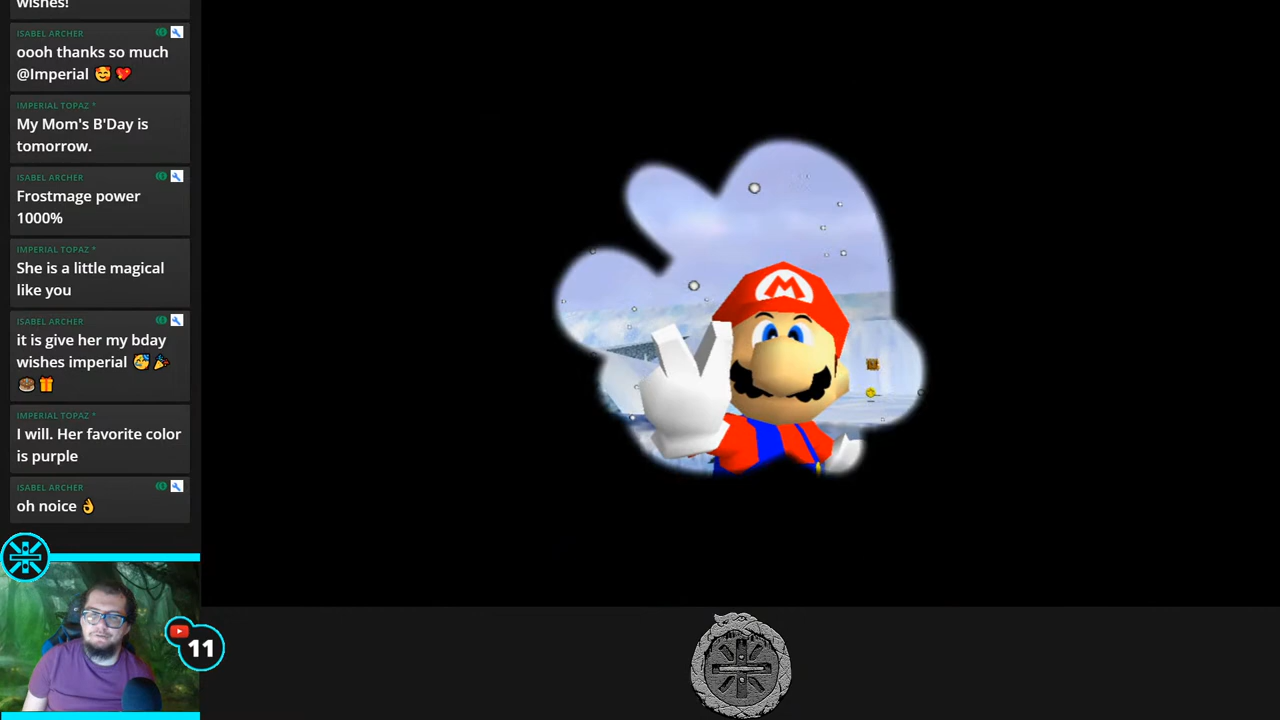 wishes!
ISABEL ARCHER
oooh thanks so much
@Imperial 🥰 💖
IMPERIAL TOPAZ *
My Mom's B'Day is
tomorrow.
ISABEL ARCHER
Frostmage power
1000%
IMPERIAL TOPAZ *
She is a little magical
like you
ISABEL ARCHER
it is give her my bday
wishes imperial 🥳 🎉
🎂 🎁
IMPERIAL TOPAZ *
I will. Her favorite color
is purple
ISABEL ARCHER
oh noice 👌
M
11